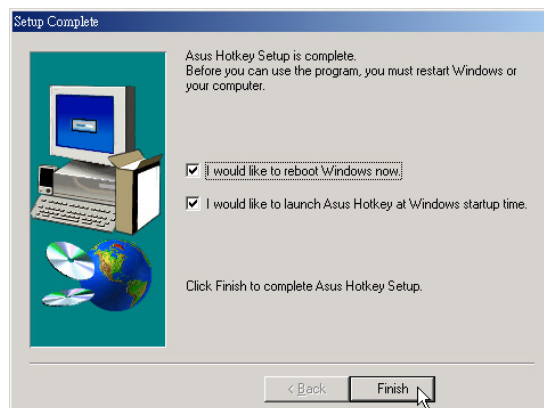 Setup Complete
Asus Hotkey Setup is complete.
Before you can use the program, you must restart Windows or
your computer.
I would like to reboot Windows now.
I would like to launch Asus Hotkey at Windows startup time.
Click Finish to complete Asus Hotkey Setup.
< Back
Finish